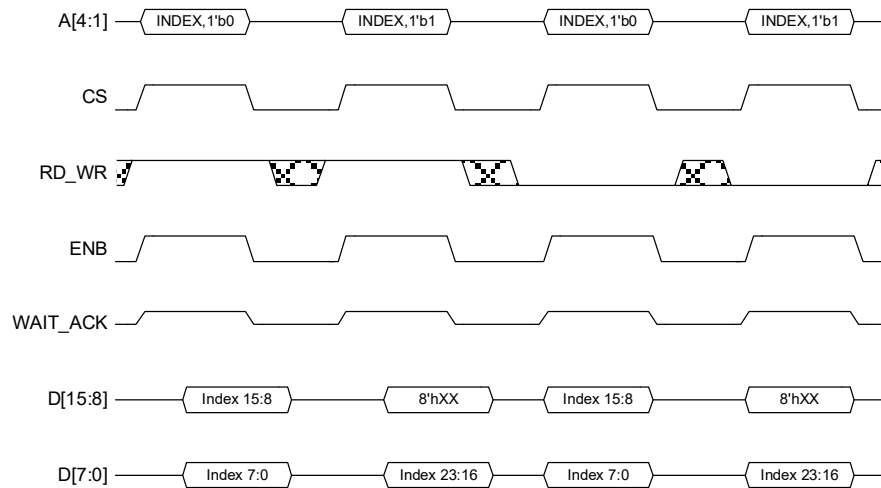 A[4:1] INDEX,1'b0 INDEX,1'b1 INDEX,1'b0 INDEX,1'b1
CS
RD_WR
ENB
WAIT_ACK
D[15:8] Index 15:8 8'hXX Index 15:8 8'hXX
D[7:0] Index 7:0 Index 23:16 Index 7:0 Index 23:16